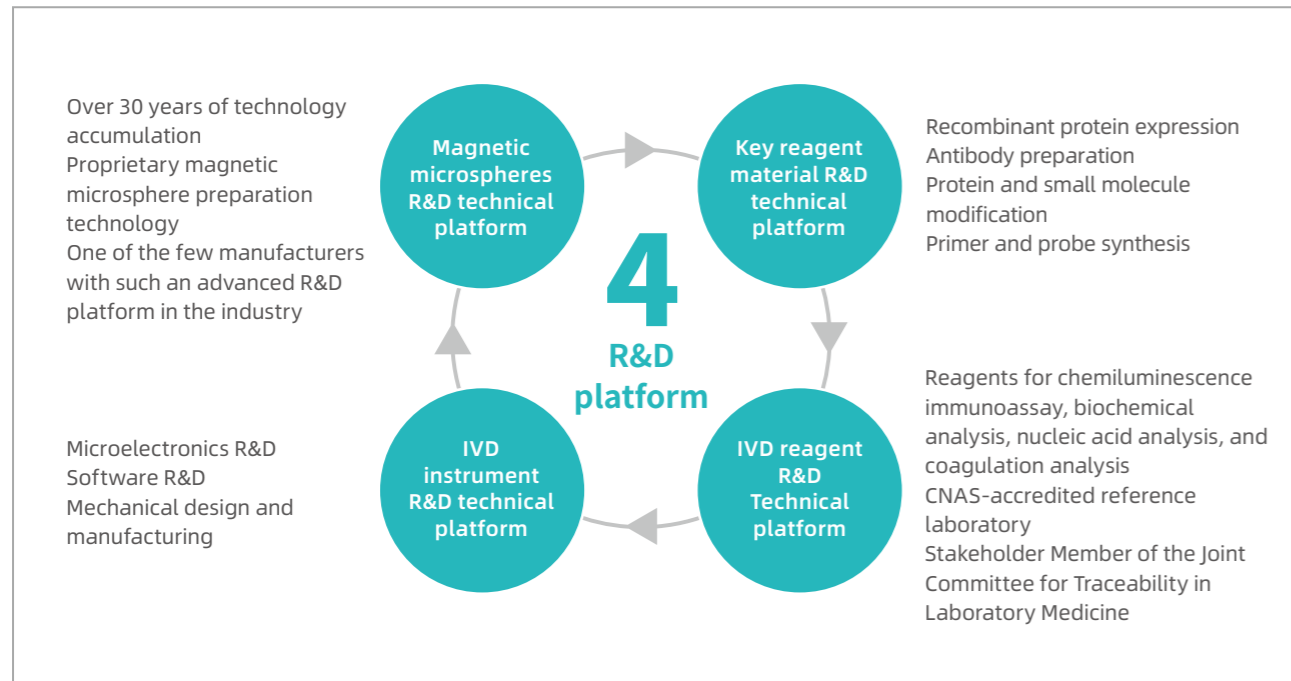 Over 30 years of technology
accumulation
Proprietary magnetic
microsphere preparation
technology
One of the few manufacturers
with such an advanced R&D
platform in the industry
Magnetic
microspheres
R&D technical
platform
Key reagent
material R&D
technical
platform
Recombinant protein expression
Antibody preparation
Protein and small molecule
modification
Primer and probe synthesis
4
R&D
platform
Microelectronics R&D
Software R&D
Mechanical design and
manufacturing
IVD
instrument
R&D technical
platform
IVD reagent
R&D
Technical
platform
Reagents for chemiluminescence
immunoassay, biochemical
analysis, nucleic acid analysis, and
coagulation analysis
CNAS-accredited reference
laboratory
Stakeholder Member of the Joint
Committee for Traceability in
Laboratory Medicine